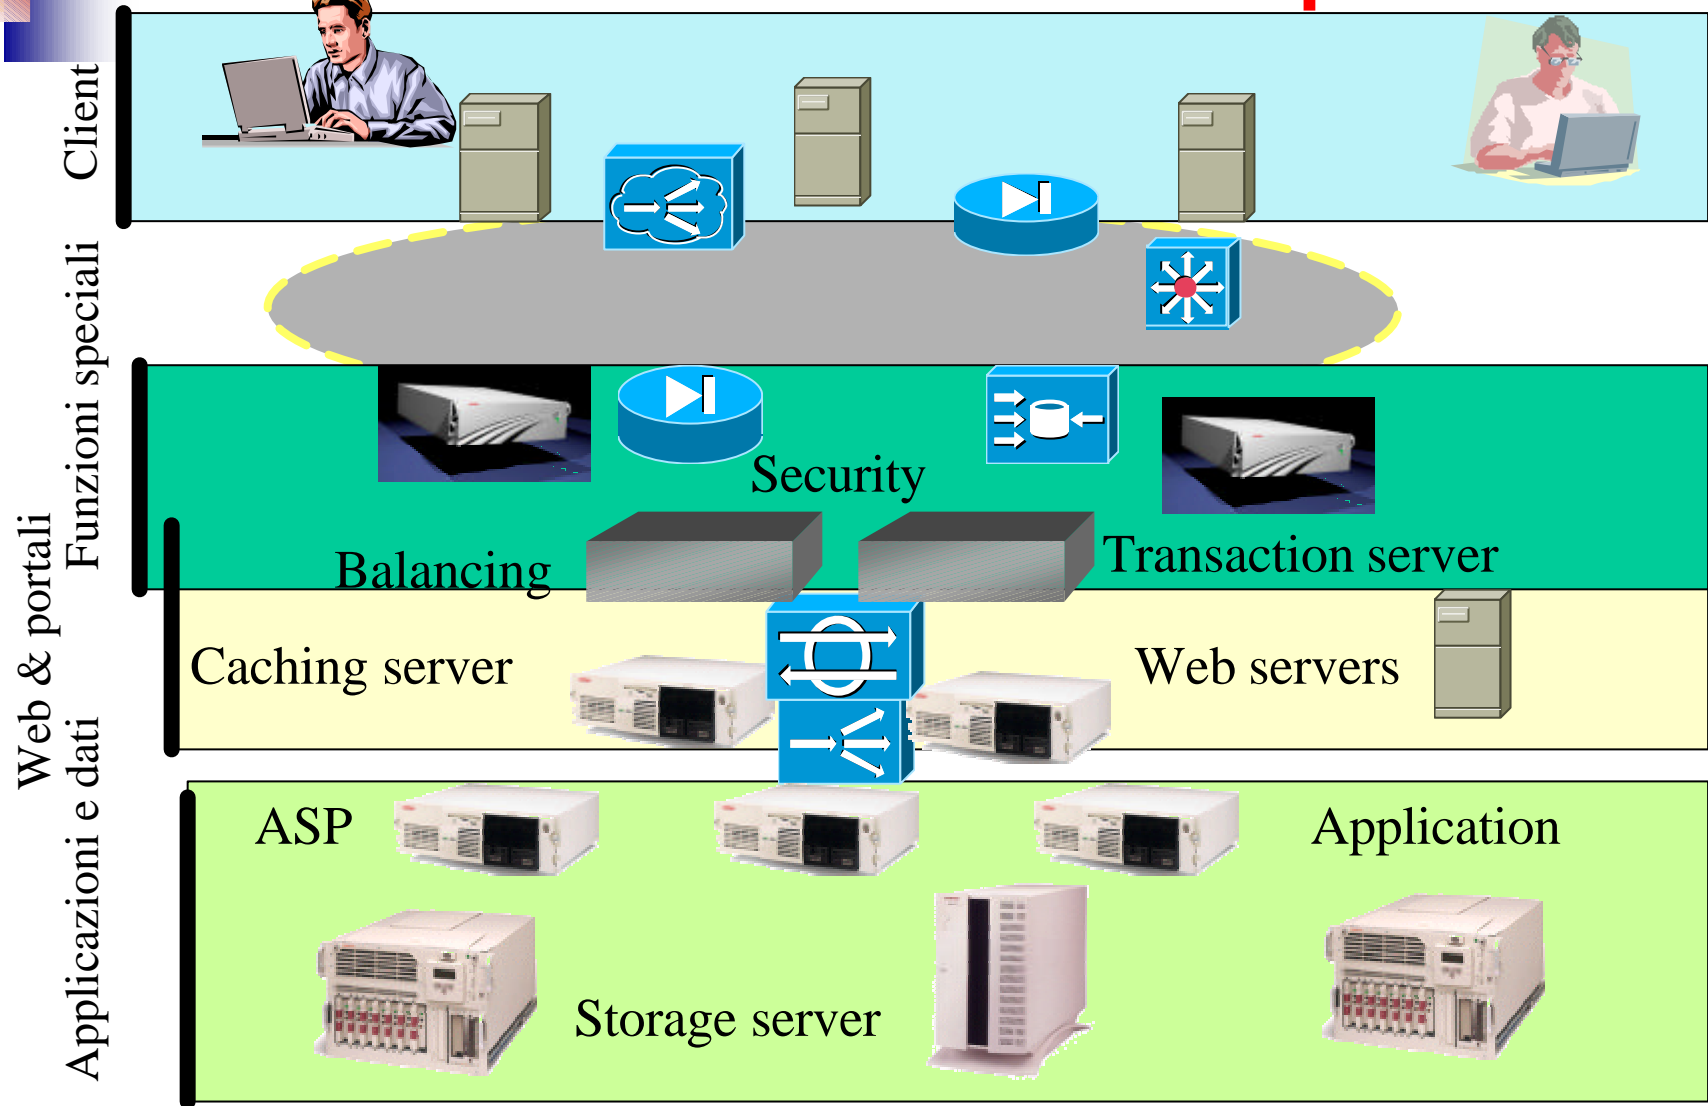 Client
Funzioni speciali
Security
Balancing
Transaction server
Web & portali
Caching server
Web servers
Applicazioni e dati
ASP
Application
Storage server